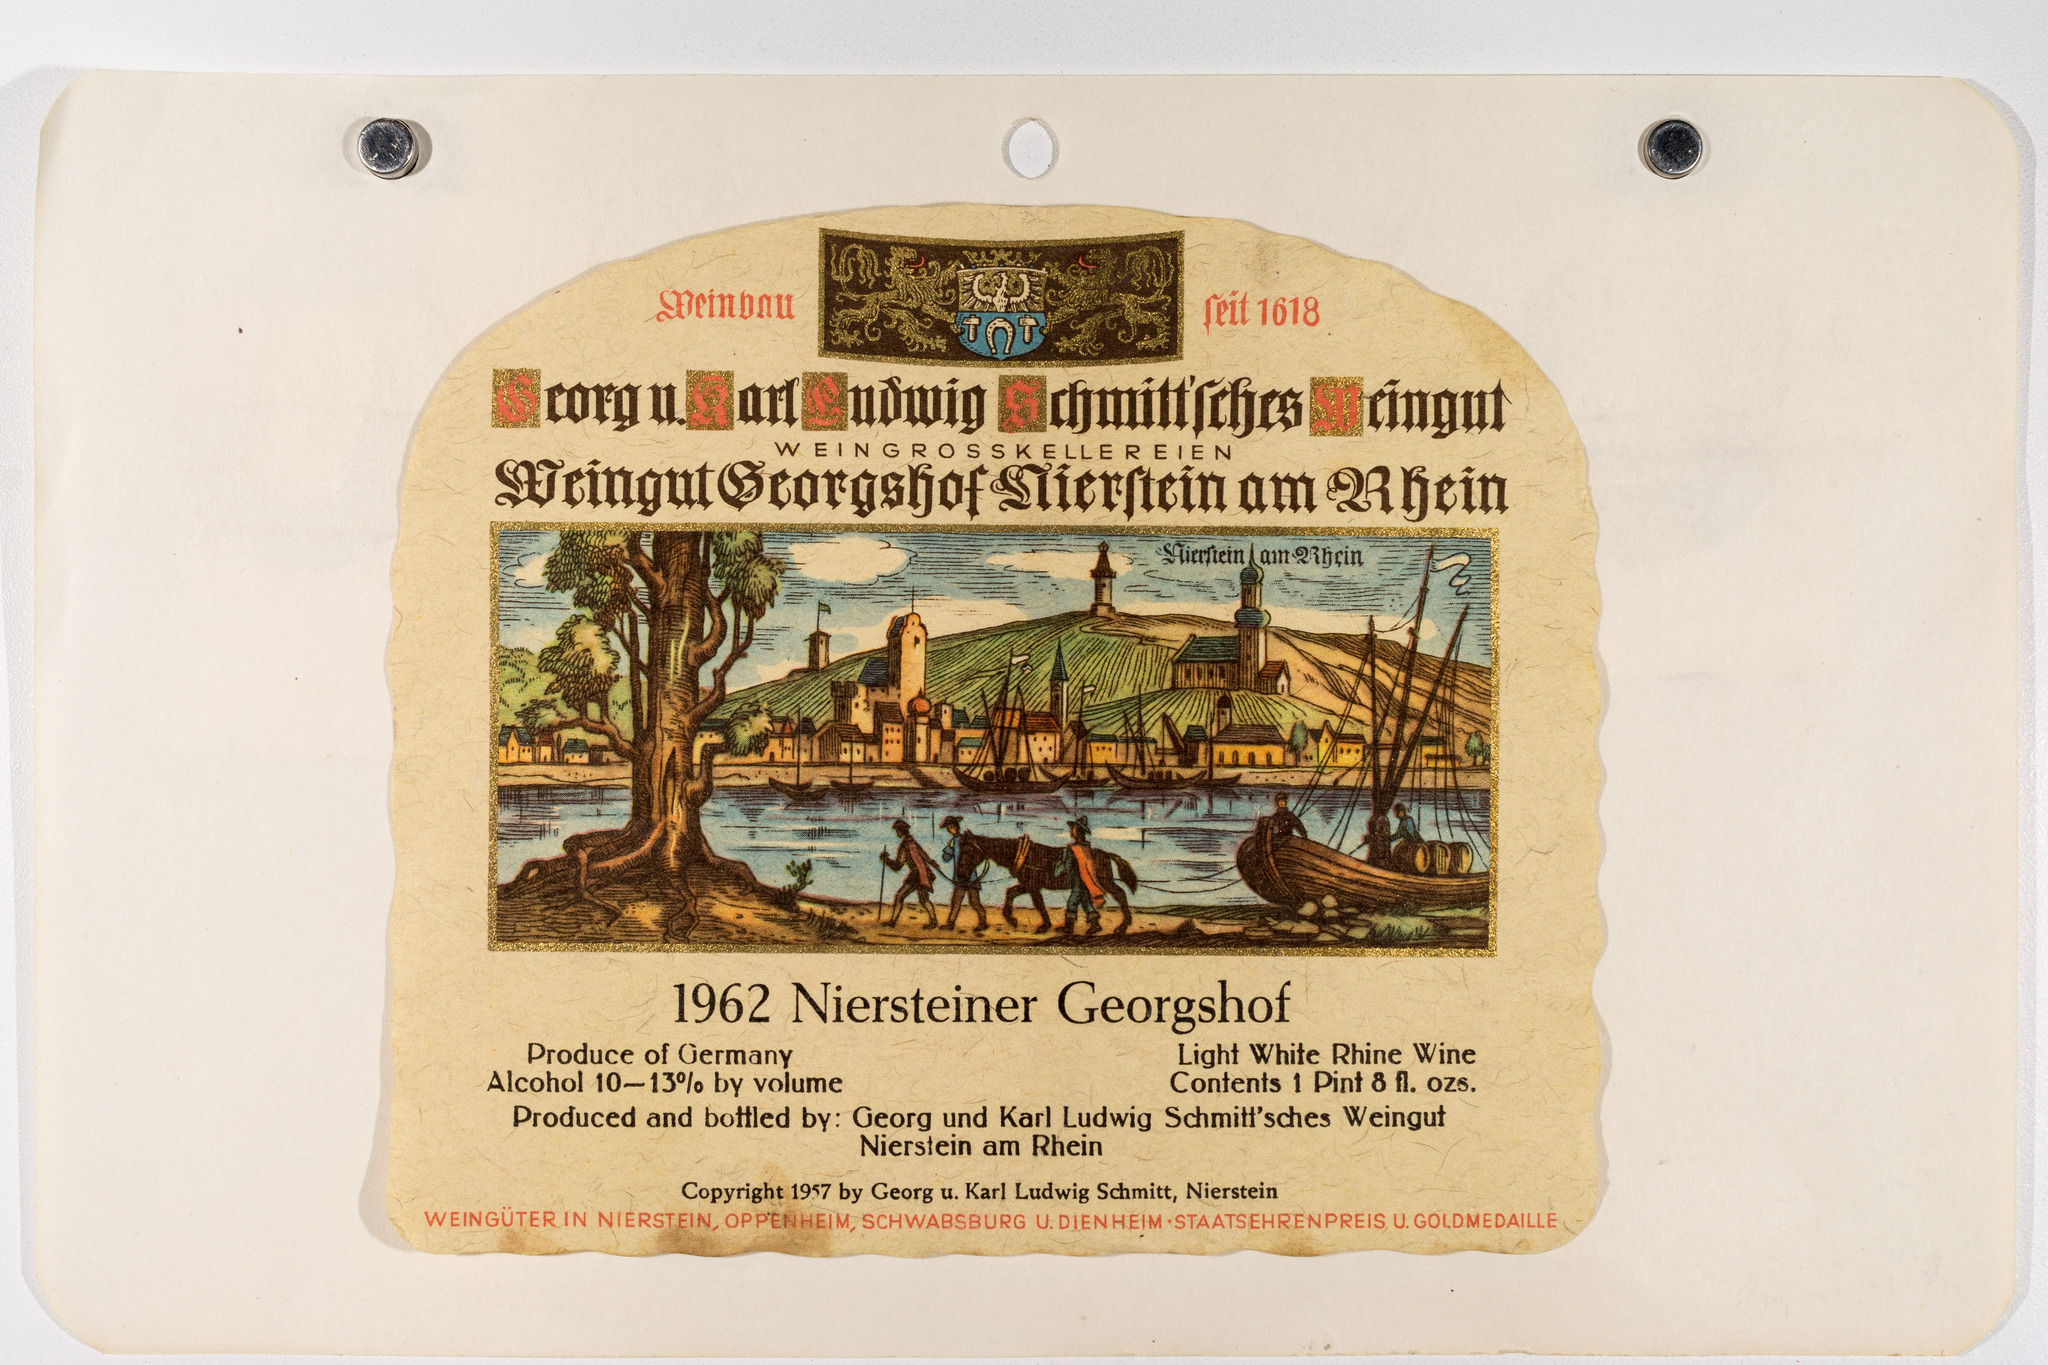 Weinbau seit 1618
Georg u. Karl Ludwig Schmitt'sches Weingut
WEINGROSSKELLEREIEN
Weingut Georgshof Nierstein am Rhein
Nierstein am Rhein
1962 Niersteiner Georgshof
Produce of Germany
Light White Rhine Wine
Alcohol 10–13% by volume
Contents 1 Pint 8 fl. ozs.
Produced and bottled by: Georg und Karl Ludwig Schmitt'sches Weingut
Nierstein am Rhein
Copyright 1957 by Georg u. Karl Ludwig Schmitt, Nierstein
WEINGÜTER IN NIERSTEIN, OPPENHEIM, SCHWABSBURG U. DIENHEIM·STAATSEHRENPREIS U. GOLDMEDAILLE